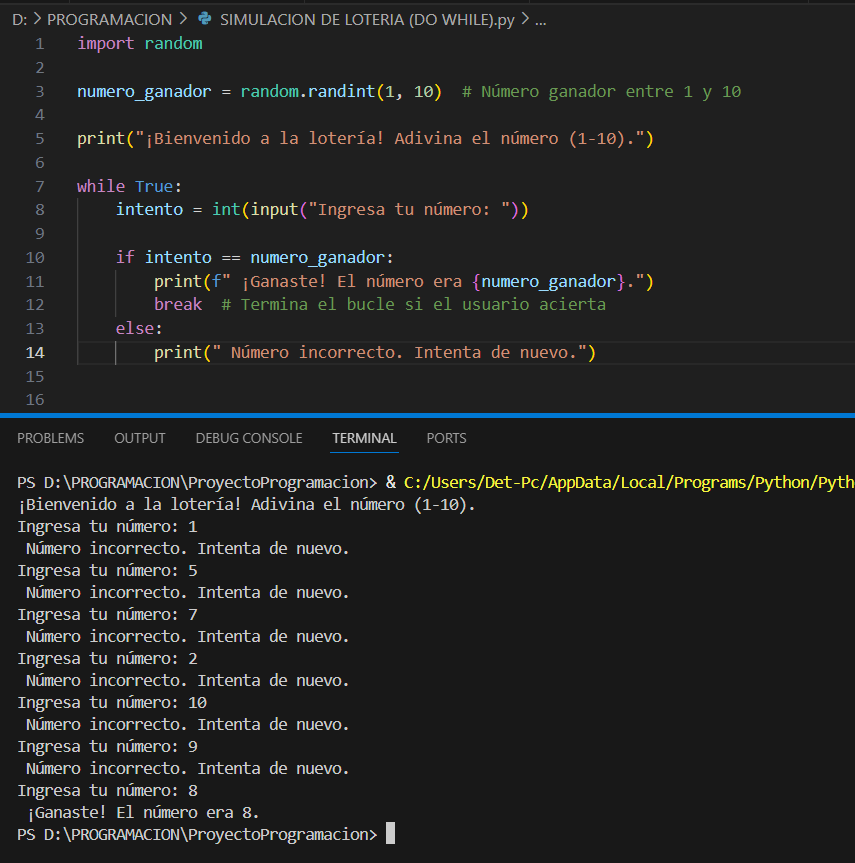 D: > PROGRAMACION > SIMULACION DE LOTERIA (DO WHILE).py > ...
1 import random
2
3 numero_ganador = random.randint(1, 10)  # Número ganador entre 1 y 10
4
5 print("¡Bienvenido a la lotería! Adivina el número (1-10).")
6
7 while True:
8     intento = int(input("Ingresa tu número: "))
9
10     if intento == numero_ganador:
11         print(f" ¡Ganaste! El número era {numero_ganador}.")
12         break  # Termina el bucle si el usuario acierta
13     else:
14         print(" Número incorrecto. Intenta de nuevo.")
15
16
PROBLEMS OUTPUT DEBUG CONSOLE TERMINAL PORTS
PS D:\PROGRAMACION\ProyectoProgramacion> & C:/Users/Det-Pc/AppData/Local/Programs/Python/Pyth
¡Bienvenido a la lotería! Adivina el número (1-10).
Ingresa tu número: 1
 Número incorrecto. Intenta de nuevo.
Ingresa tu número: 5
 Número incorrecto. Intenta de nuevo.
Ingresa tu número: 7
 Número incorrecto. Intenta de nuevo.
Ingresa tu número: 2
 Número incorrecto. Intenta de nuevo.
Ingresa tu número: 10
 Número incorrecto. Intenta de nuevo.
Ingresa tu número: 9
 Número incorrecto. Intenta de nuevo.
Ingresa tu número: 8
 ¡Ganaste! El número era 8.
PS D:\PROGRAMACION\ProyectoProgramacion>